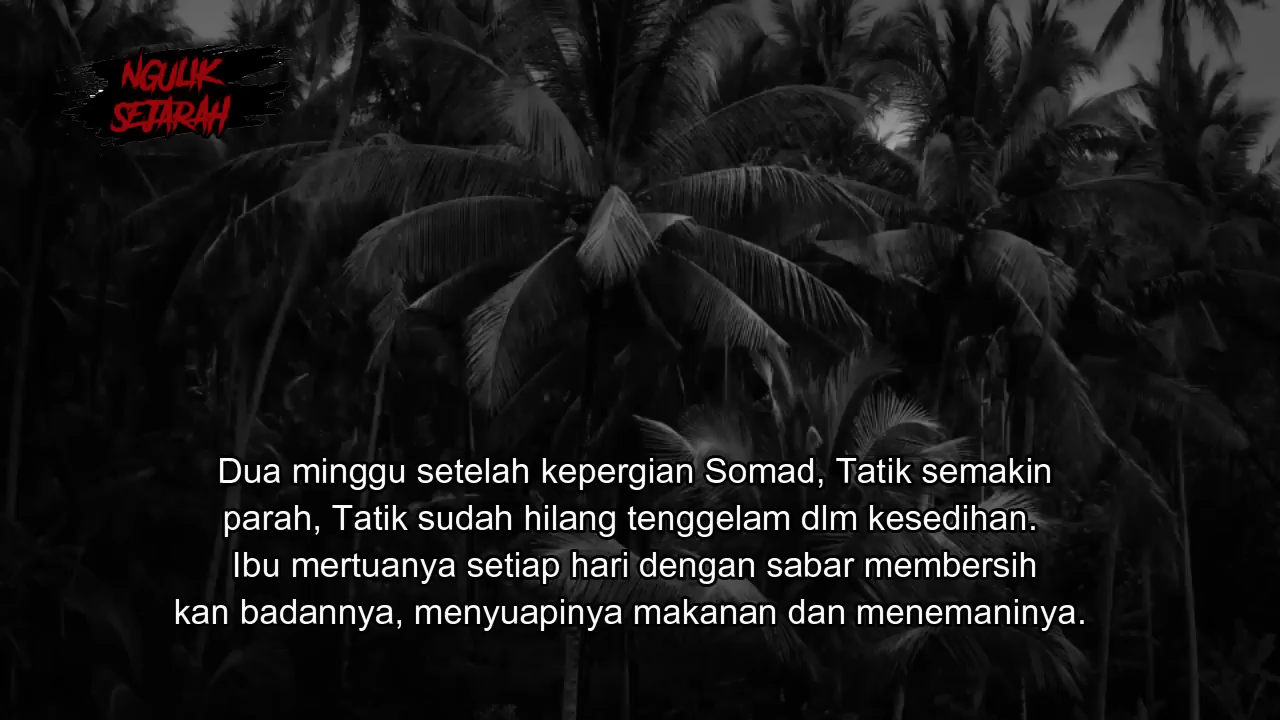 NGULIK
SEJARAH
Dua minggu setelah kepergian Somad, Tatik semakin
parah, Tatik sudah hilang tenggelam dlm kesedihan.
Ibu mertuanya setiap hari dengan sabar membersih
kan badannya, menyuapinya makanan dan menemaninya.